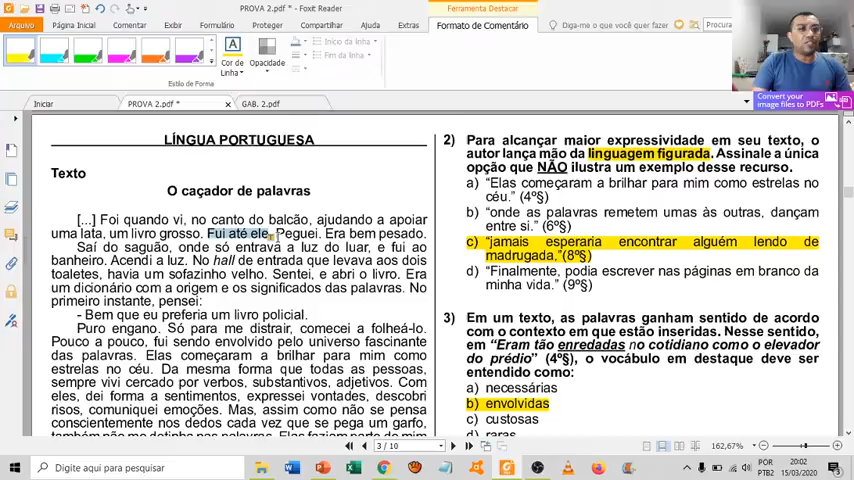 PROVA 2.pdf * - Foxit Reader
Ferramenta Destacar
Arquivo
Página Inicial
Comentar
Exibir
Formulário
Proteger
Compartilhar
Ajuda
Extras
Formato de Comentário
Diga-me o que você quer fazer
Procura
Cor de Linha
Início da linha
Fim da linha
Estilo de Forma
Convert your image files to PDFs
Iniciar
PROVA 2.pdf *
GAB. 2.pdf
LÍNGUA PORTUGUESA
Texto
O caçador de palavras
[...] Foi quando vi, no canto do balcão, ajudando a apoiar
uma lata, um livro grosso. Fui até ele. Peguei. Era bem pesado.
Saí do saguão, onde só entrava a luz do luar, e fui ao
banheiro. Acendi a luz. No hall de entrada que levava aos dois
toaletes, havia um sofazinho velho. Sentei, e abri o livro. Era
um dicionário com a origem e os significados das palavras. No
primeiro instante, pensei:
- Bem que eu preferia um livro policial.
Puro engano. Só para me distrair, comecei a folheá-lo.
Pouco a pouco, fui sendo envolvido pelo universo fascinante
das palavras. Elas começaram a brilhar para mim como
estrelas no céu. Da mesma forma que todas as pessoas,
sempre vivi cercado por verbos, substantivos, adjetivos. Com
eles, dei forma a sentimentos, expressei vontades, descobri
risos, comuniquei emoções. Mas, assim como não se pensa
conscientemente nos dedos cada vez que se pega um garfo,
também não me detinha nas palavras. Elas faziam parte de mim
2) Para alcançar maior expressividade em seu texto, o
autor lança mão da linguagem figurada. Assinale a única
opção que NÃO ilustra um exemplo desse recurso.
a) “Elas começaram a brilhar para mim como estrelas no
céu.” (4º§)
b) “onde as palavras remetem umas às outras, dançam
entre si.” (6º§)
c) “jamais esperaria encontrar alguém lendo de
madrugada,”(8º§)
d) “Finalmente, podia escrever nas páginas em branco da
minha vida.” (9º§)
3) Em um texto, as palavras ganham sentido de acordo
com o contexto em que estão inseridas. Nesse sentido,
em “Eram tão enredadas no cotidiano como o elevador
do prédio” (4º§), o vocábulo em destaque deve ser
entendido como:
a) necessárias
b) envolvidas
c) custosas
d) raras
3 / 10
162,67%
Digite aqui para pesquisar
POR
PTB2
20:02
15/03/2020